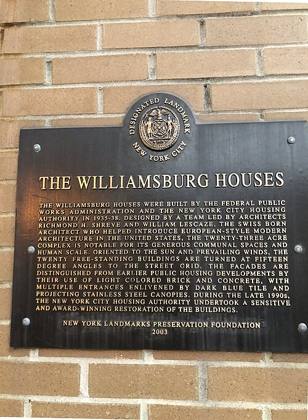 DESIGNATED LANDMARK
NEW YORK CITY
THE WILLIAMSBURG HOUSES
THE WILLIAMSBURG HOUSES WERE BUILT BY THE FEDERAL PUBLIC
WORKS ADMINISTRATION AND THE NEW YORK CITY HOUSING
AUTHORITY IN 1935-38. DESIGNED BY A TEAM LED BY ARCHITECTS
RICHMOND H. SHREVE AND WILLIAM LESCAZE, THE SWISS BORN
ARCHITECT WHO HELPED INTRODUCE EUROPEAN-STYLE MODERN
ARCHITECTURE IN THE UNITED STATES, THE TWENTY-THREE ACRE
COMPLEX IS NOTABLE FOR ITS GENEROUS COMMUNAL SPACES AND
HUMANE SCALE. ORIENTED TO THE SUN AND PREVAILING WINDS, THE
TWENTY FREE-STANDING BUILDINGS ARE TURNED AT FIFTEEN
DEGREE ANGLES TO THE STREET GRID. THE FACADES ARE
DISTINGUISHED FROM EARLIER PUBLIC HOUSING DEVELOPMENTS BY
THEIR USE OF LIGHT COLORED BRICK AND CONCRETE, WITH
MULTIPLE ENTRANCES ENLIVENED BY DARK BLUE TILE AND
PROJECTING STAINLESS STEEL CANOPIES. DURING THE LATE 1990s,
THE NEW YORK CITY HOUSING AUTHORITY UNDERTOOK A SENSITIVE
AND AWARD-WINNING RESTORATION OF THE BUILDINGS.
NEW YORK LANDMARKS PRESERVATION FOUNDATION
2003